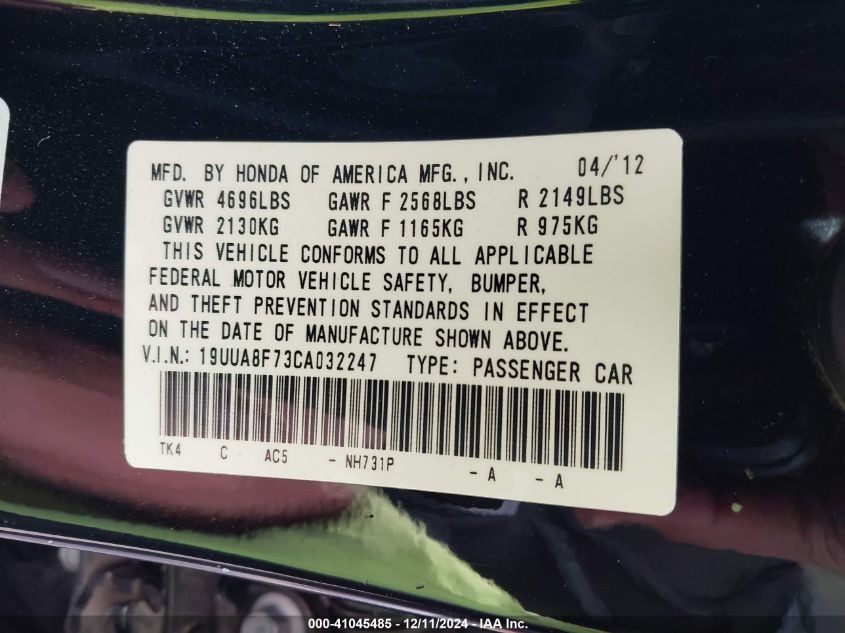 MFD. BY HONDA OF AMERICA MFG., INC. 04/'12
GVWR 4696LBS GAWR F 2568LBS R 2149LBS
GVWR 2130KG GAWR F 1165KG R 975KG
THIS VEHICLE CONFORMS TO ALL APPLICABLE
FEDERAL MOTOR VEHICLE SAFETY, BUMPER,
AND THEFT PREVENTION STANDARDS IN EFFECT
ON THE DATE OF MANUFACTURE SHOWN ABOVE.
V.I.N.: 19UUA8F73CA032247 TYPE: PASSENGER CAR
TK4 C AC5 - NH731P - A - A
000-41045485 - 12/11/2024 - IAA Inc.